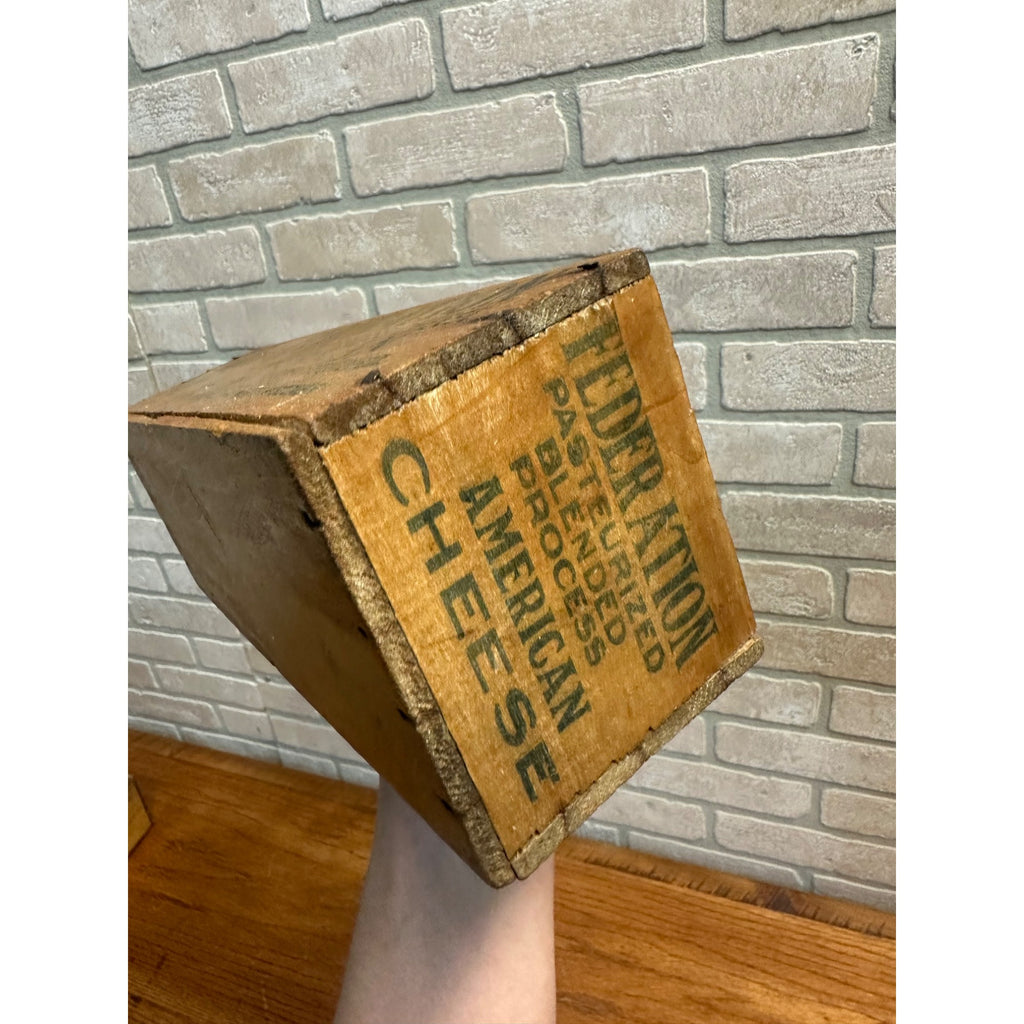 FEDERATION
PASTEURIZED
BLENDED
PROCESS
AMERICAN
CHEESE